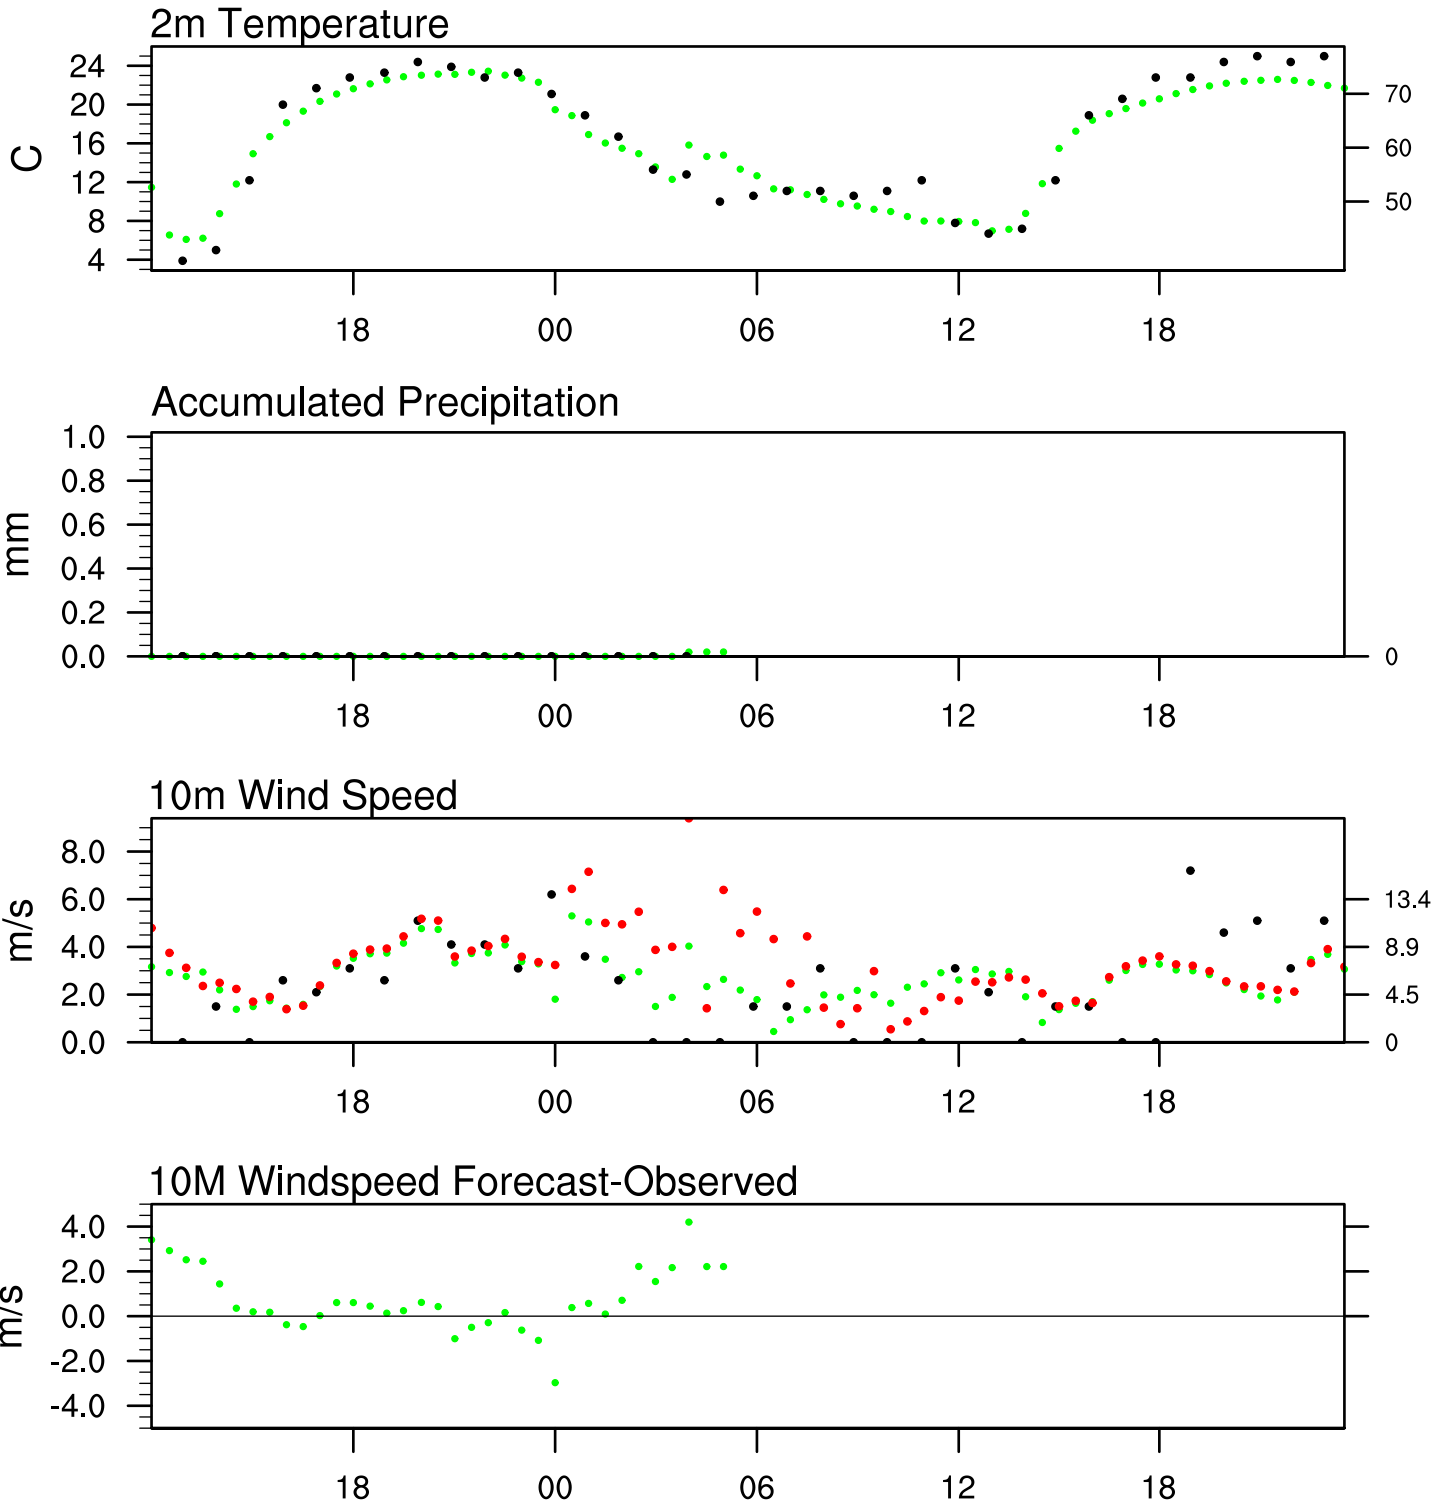 2m Temperature
24
20
16
12
8
4
C
70
60
50
18 00 06 12 18
Accumulated Precipitation
1.0
0.8
0.6
0.4
0.2
0.0
mm
0
18 00 06 12 18
10m Wind Speed
8.0
6.0
4.0
2.0
0.0
m/s
13.4
8.9
4.5
0
18 00 06 12 18
10M Windspeed Forecast-Observed
4.0
2.0
0.0
-2.0
-4.0
m/s
18 00 06 12 18